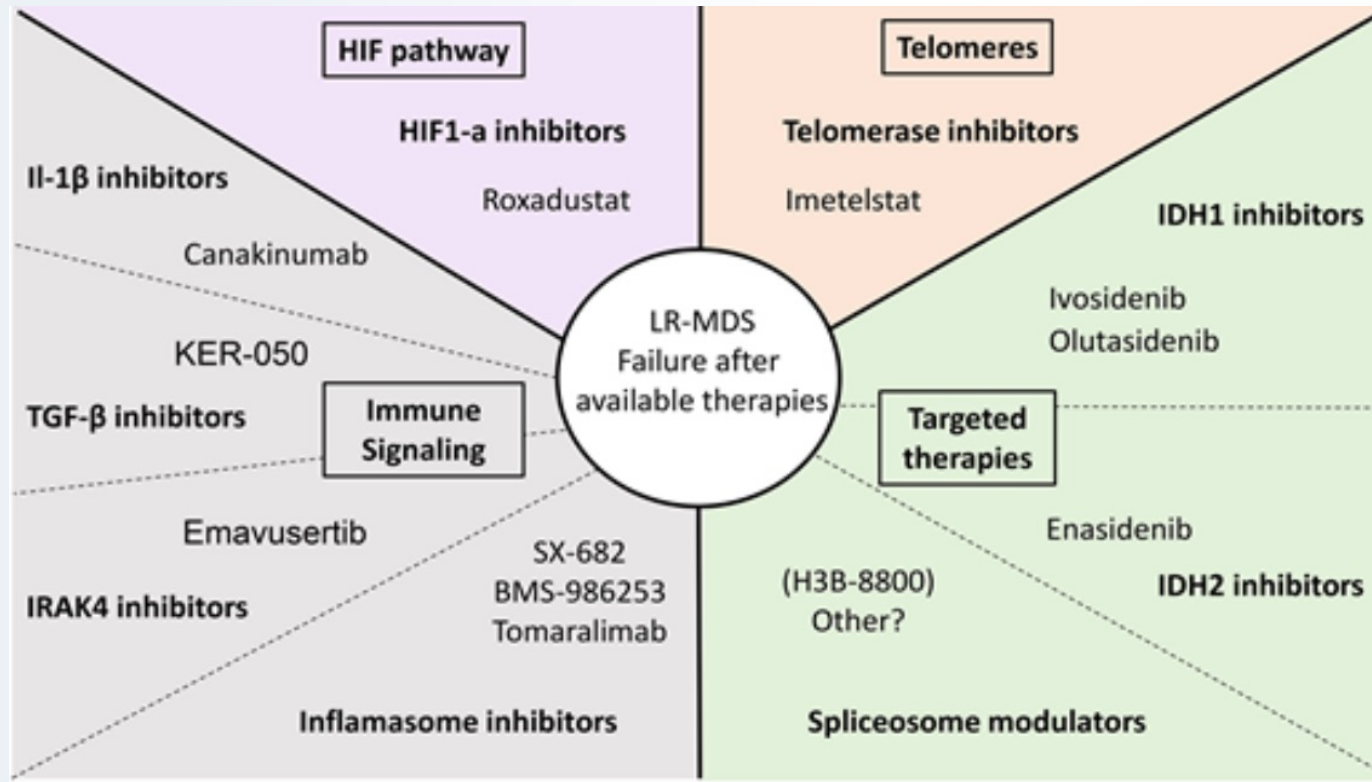 HIF pathway
HIF1-a inhibitors
Roxadustat
Telomeres
Telomerase inhibitors
Imetelstat
Il-1β inhibitors
Canakinumab
KER-050
TGF-β inhibitors
Immune
Signaling
Emavusertib
IRAK4 inhibitors
SX-682
BMS-986253
Tomaralimab
Inflamasome inhibitors
LR-MDS
Failure after
available therapies
IDH1 inhibitors
Ivosidenib
Olutasidenib
Targeted
therapies
Enasidenib
IDH2 inhibitors
(H3B-8800)
Other?
Spliceosome modulators